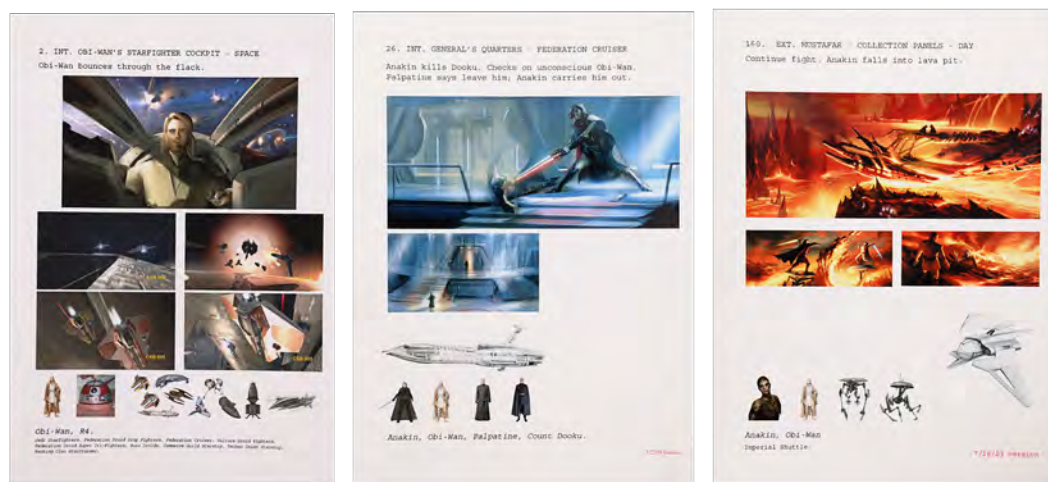 2. INT. OBI-WAN'S STARFIGHTER COCKPIT - SPACE
Obi-Wan bounces through the flack.
Obi-Wan, R4.
26. INT. GENERAL'S QUARTERS - FEDERATION CRUISER
Anakin kills Dooku. Checks on unconscious Obi-Wan.
Palpatine says leave him; Anakin carries him out.
Anakin, Obi-Wan, Palpatine, Count Dooku.
160. EXT. MUSTAFAR - COLLECTION PANELS - DAY
Continue fight. Anakin falls into lava pit.
Anakin, Obi-Wan
Imperial Shuttle.